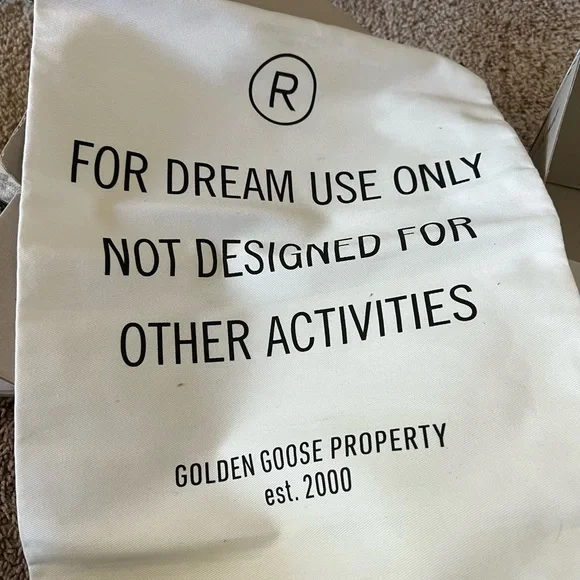 ®
FOR DREAM USE ONLY
NOT DESIGNED FOR
OTHER ACTIVITIES
GOLDEN GOOSE PROPERTY
est. 2000